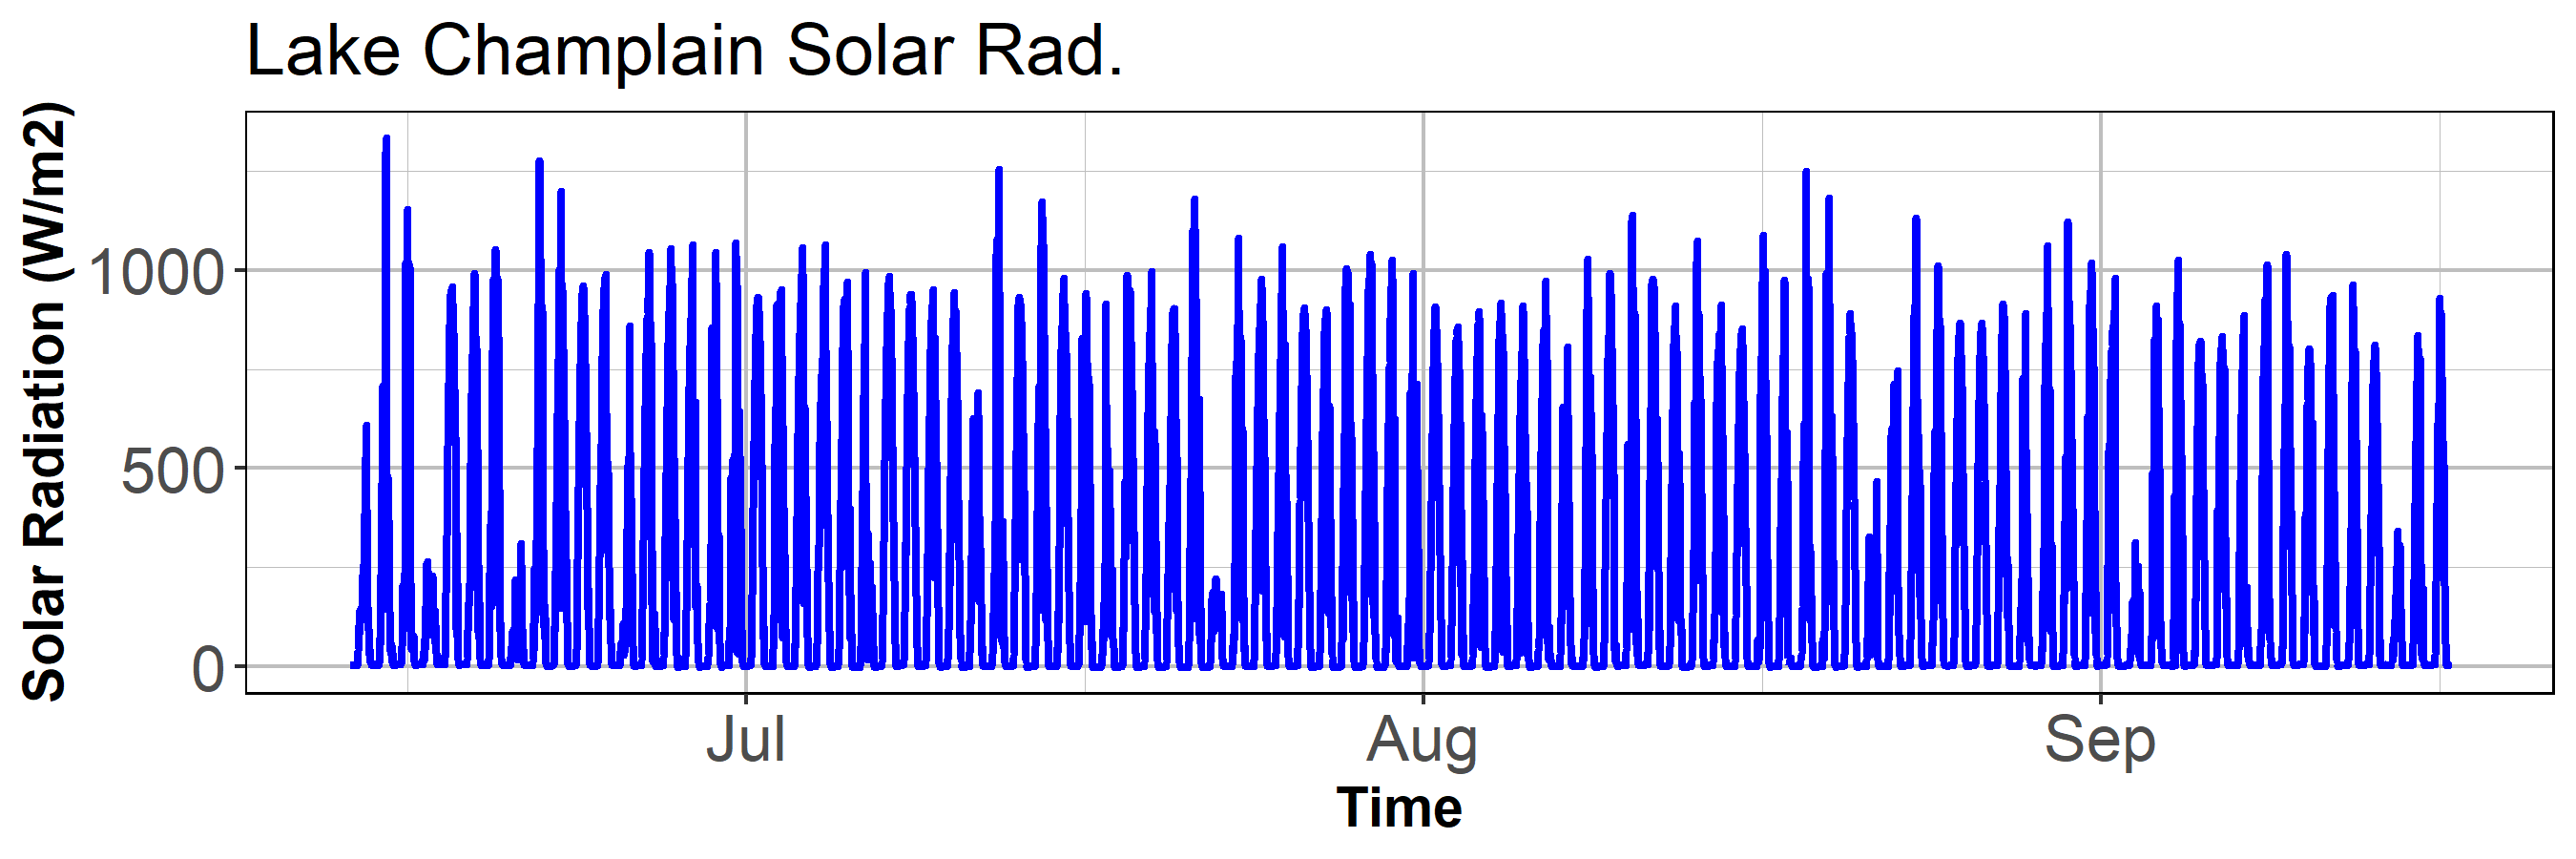 Lake Champlain Solar Rad.
Solar Radiation (W/m2)
1000
500
0
Jul
Aug
Sep
Time